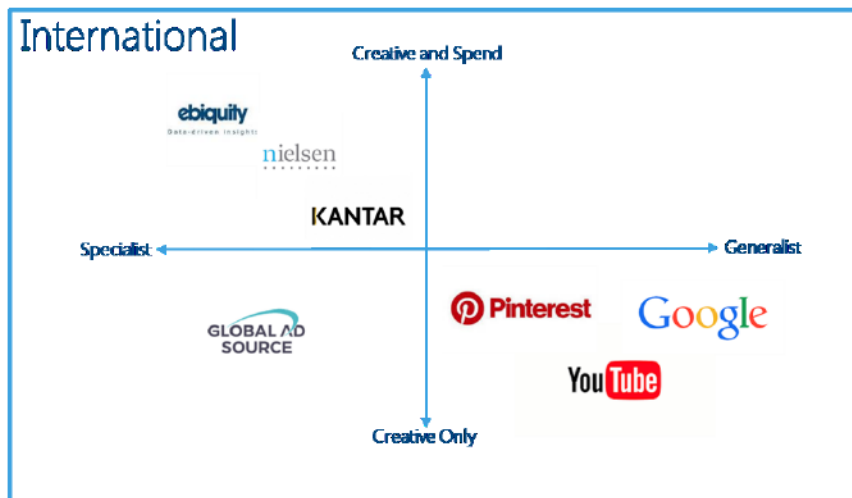 International
Creative and Spend
ebiquity
Data-driven insights
nielsen
KANTAR
Specialist
Generalist
GLOBAL AD
SOURCE
Pinterest
Google
YouTube
Creative Only